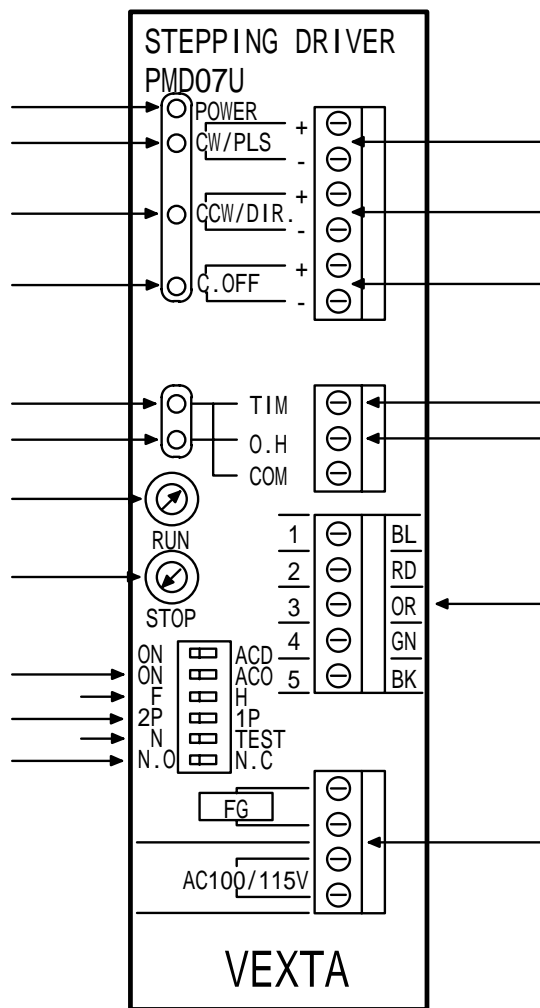 STEPPING DRIVER
PMD07U
POWER
CW/PLS + -
CCW/DIR. + -
C.OFF + -
TIM
O.H
COM
RUN
STOP
1 BL
2 RD
3 OR
4 GN
5 BK
ON ACD
ON ACO
F H
2P 1P
N TEST
N.O N.C
FG
AC100/115V
VEXTA